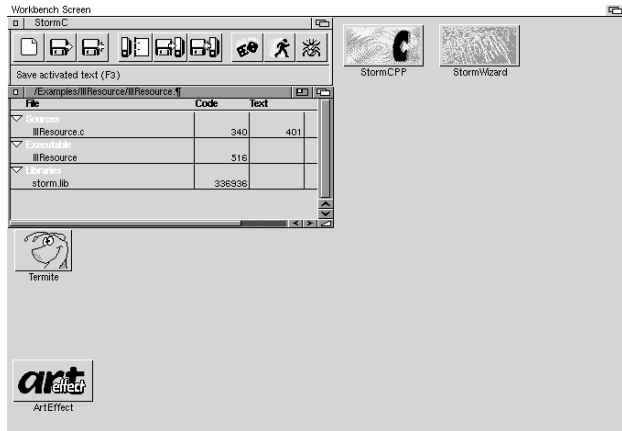 Workbench Screen
StormC
Save activated text (F3)
/Examples/IllResource/IllResource.¶
File Code Text
Sources
IllResource.c 340 401
Executable
IllResource 516
Libraries
storm.lib 336936
StormCPP
StormWizard
Termite
art effect
ArtEffect